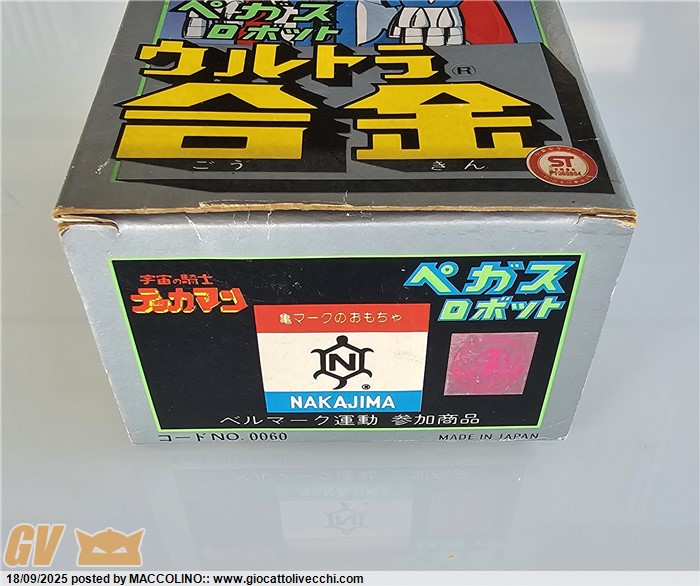 ペガス
ロボット
ウルトラ®
合金
ごうきん
ST
宇宙の騎士
テッカマン
ペガス
ロボット
亀マークのおもちゃ
N
®
NAKAJIMA
ベルマーク運動 参加商品
コードNO. 0060
MADE IN JAPAN
N
NAKAJIMA
GV
18/09/2025 posted by MACCOLINO:: www.giocattolivecchi.com